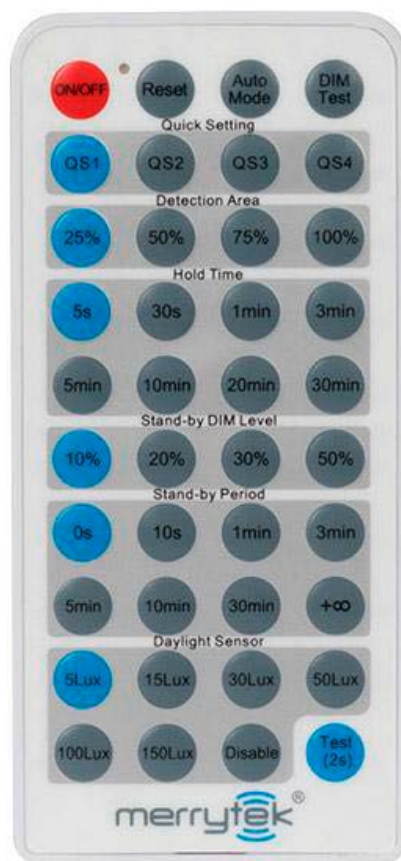 ON/OFF Reset Auto Mode DIM Test
Quick Setting
QS1 QS2 QS3 QS4
Detection Area
25% 50% 75% 100%
Hold Time
5s 30s 1min 3min
5min 10min 20min 30min
Stand-by DIM Level
10% 20% 30% 50%
Stand-by Period
0s 10s 1min 3min
5min 10min 30min +∞
Daylight Sensor
5Lux 15Lux 30Lux 50Lux
100Lux 150Lux Disable Test (2s)
merrytek®